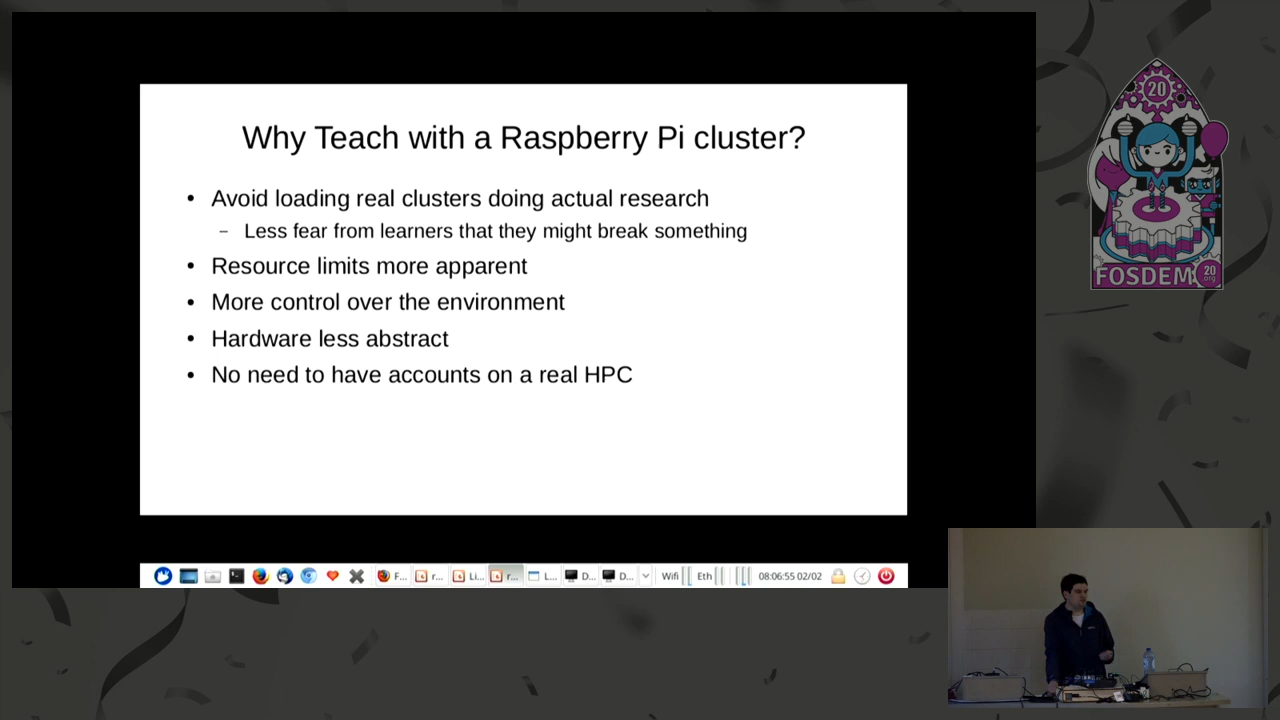 Why Teach with a Raspberry Pi cluster?
• Avoid loading real clusters doing actual research
– Less fear from learners that they might break something
• Resource limits more apparent
• More control over the environment
• Hardware less abstract
• No need to have accounts on a real HPC
F... r... Li... r... L... D... D... Wifi Eth 08:06:55 02/02
20
FOSDEM 20
.org